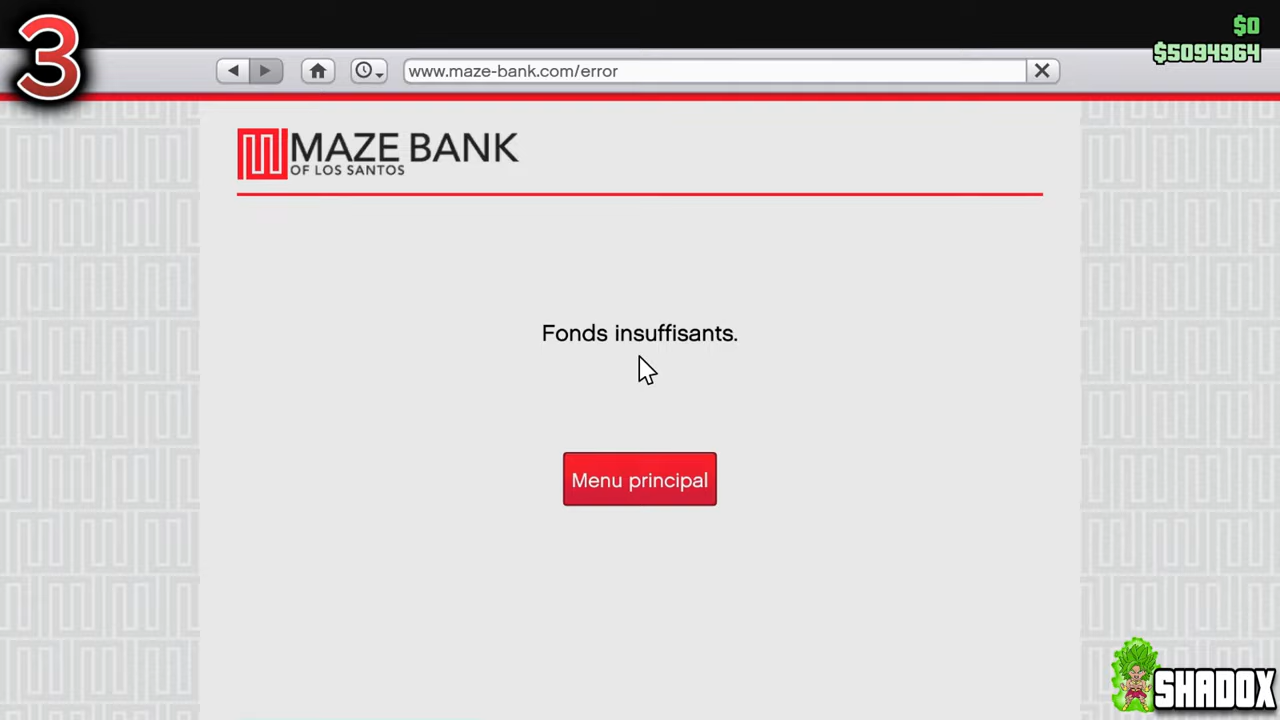 3
$0
$5094964
www.maze-bank.com/error
MAZE BANK
OF LOS SANTOS
Fonds insuffisants.
Menu principal
SHADOX